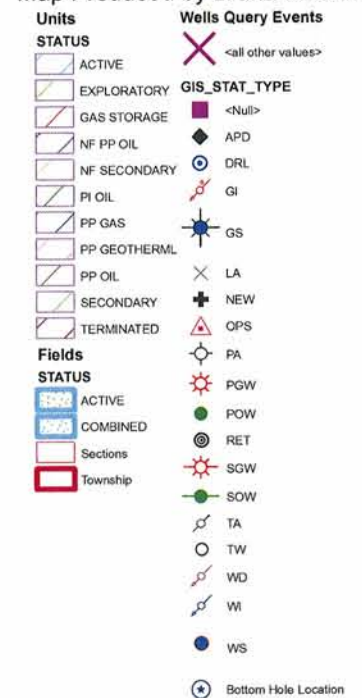 Units
STATUS
ACTIVE
EXPLORATORY
GAS STORAGE
NF PP OIL
NF SECONDARY
PI OIL
PP GAS
PP GEOTHERML
PP OIL
SECONDARY
TERMINATED
Fields
STATUS
ACTIVE
COMBINED
Sections
Township
Wells Query Events
<all other values>
GIS_STAT_TYPE
<Null>
APD
DRL
GI
GS
LA
NEW
OPS
PA
PGW
POW
RET
SGW
SOW
TA
TW
WD
WI
WS
Bottom Hole Location